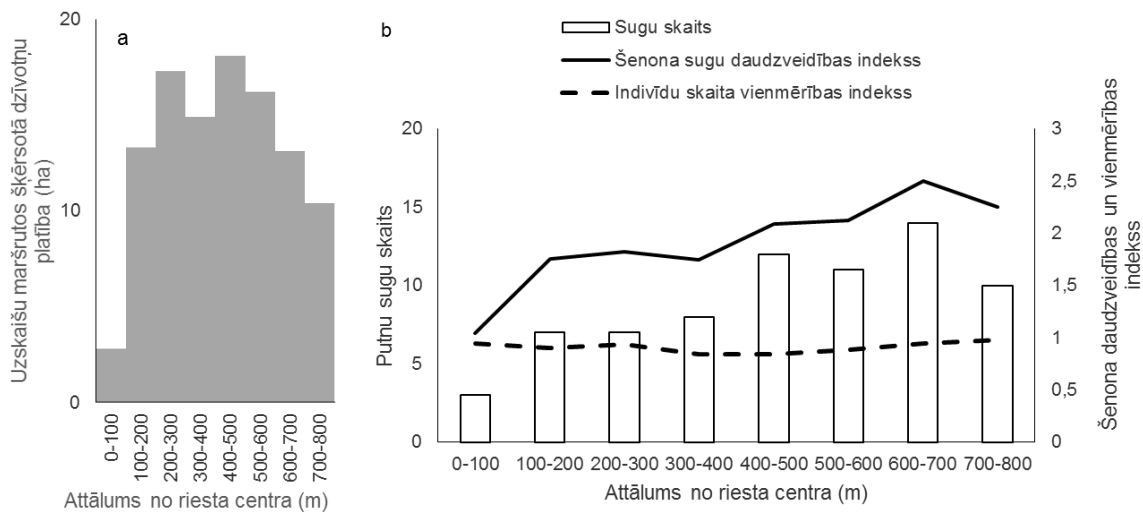 a
Uzskaišu maršrutos šķērsotā dzīvotņu
platība (ha)
20
10
0
0-100
100-200
200-300
300-400
400-500
500-600
600-700
700-800
Attālums no riesta centra (m)
b
Sugu skaits
Šenona sugu daudzveidības indekss
Indivīdu skaita vienmērības indekss
Putnu sugu skaits
20
15
10
5
0
3
2,5
2
1,5
1
0,5
0
Šenona daudzveidības un vienmērības
indekss
0-100 100-200 200-300 300-400 400-500 500-600 600-700 700-800
Attālums no riesta centra (m)